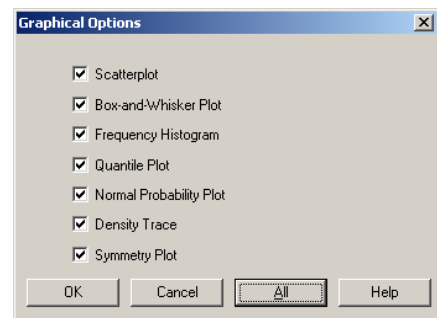 Graphical Options
Scatterplot
Box-and-Whisker Plot
Frequency Histogram
Quantile Plot
Normal Probability Plot
Density Trace
Symmetry Plot
OK Cancel All Help